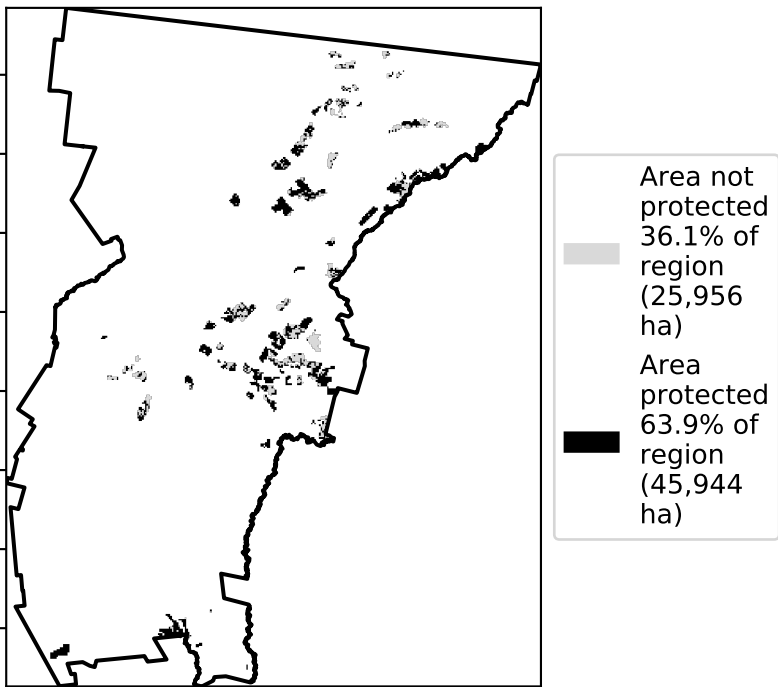 Area not
protected
36.1% of
region
(25,956
ha)
Area
protected
63.9% of
region
(45,944
ha)